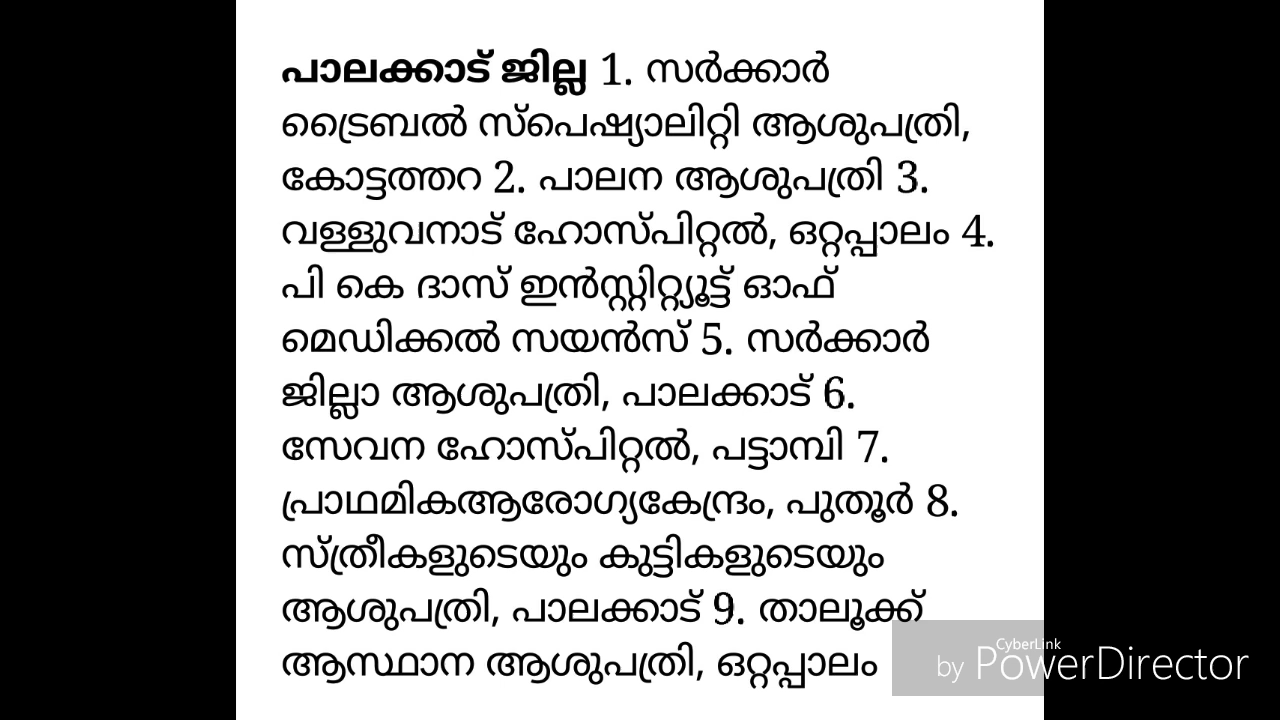 പാലക്കാട് ജില്ല 1. സർക്കാർ
ട്രൈബൽ സ്പെഷ്യാലിറ്റി ആശുപത്രി,
കോട്ടത്തറ 2. പാലന ആശുപത്രി 3.
വള്ളുവനാട് ഹോസ്പിറ്റൽ, ഒറ്റപ്പാലം 4.
പി കെ ദാസ് ഇൻസ്റ്റിറ്റ്യൂട്ട് ഓഫ്
മെഡിക്കൽ സയൻസ് 5. സർക്കാർ
ജില്ലാ ആശുപത്രി, പാലക്കാട് 6.
സേവന ഹോസ്പിറ്റൽ, പട്ടാമ്പി 7.
പ്രാഥമികആരോഗ്യകേന്ദ്രം, പുതൂർ 8.
സ്ത്രീകളുടെയും കുട്ടികളുടെയും
ആശുപത്രി, പാലക്കാട് 9. താലൂക്ക്
ആസ്ഥാന ആശുപത്രി, ഒറ്റപ്പാലം
CyberLink
by PowerDirector